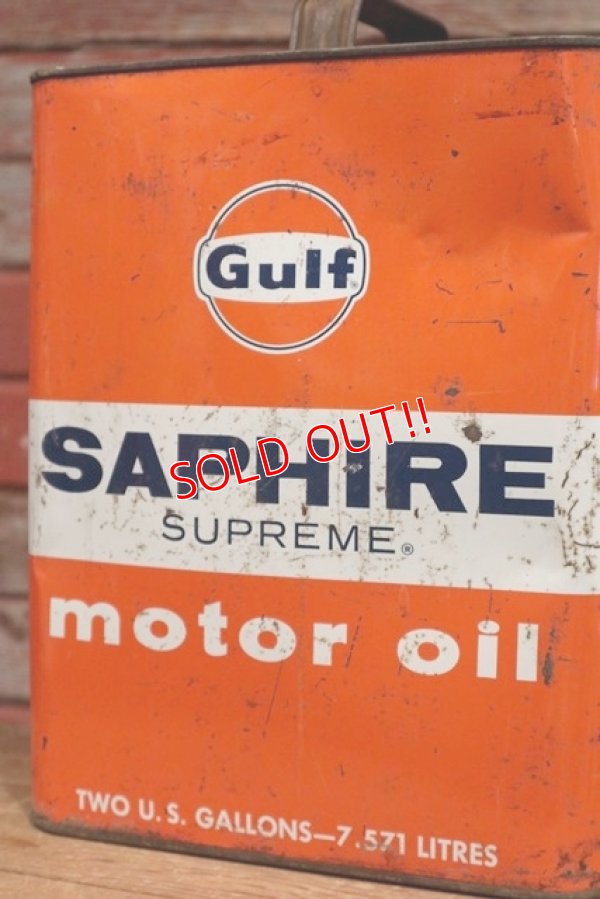 Gulf
SAPHIRE
SOLD OUT!!
SUPREME®
motor oil
TWO U.S. GALLONS—7.571 LITRES